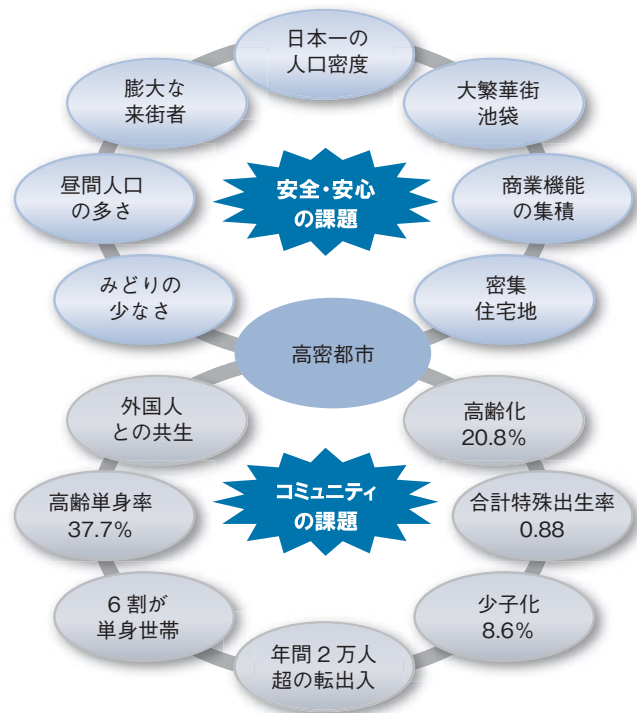 日本一の
人口密度
膨大な
来街者
大繁華街
池袋
昼間人口
の多さ
安全・安心
の課題
商業機能
の集積
みどりの
少なさ
密集
住宅地
高密都市
外国人
との共生
高齢化
20.8%
高齢単身率
37.7%
コミュニティ
の課題
合計特殊出生率
0.88
6割が
単身世帯
少子化
8.6%
年間2万人
超の転出入